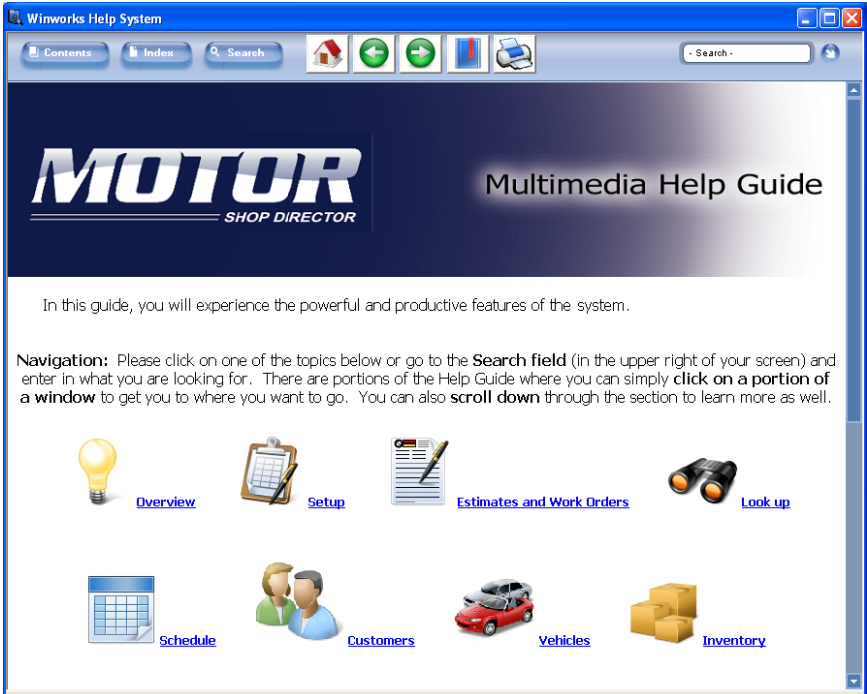 Winworks Help System
Contents Index Search - Search -
MOTOR
SHOP DIRECTOR
Multimedia Help Guide
In this guide, you will experience the powerful and productive features of the system.
Navigation: Please click on one of the topics below or go to the Search field (in the upper right of your screen) and
enter in what you are looking for. There are portions of the Help Guide where you can simply click on a portion of
a window to get you to where you want to go. You can also scroll down through the section to learn more as well.
Overview Setup Estimates and Work Orders Look up
Schedule Customers Vehicles Inventory